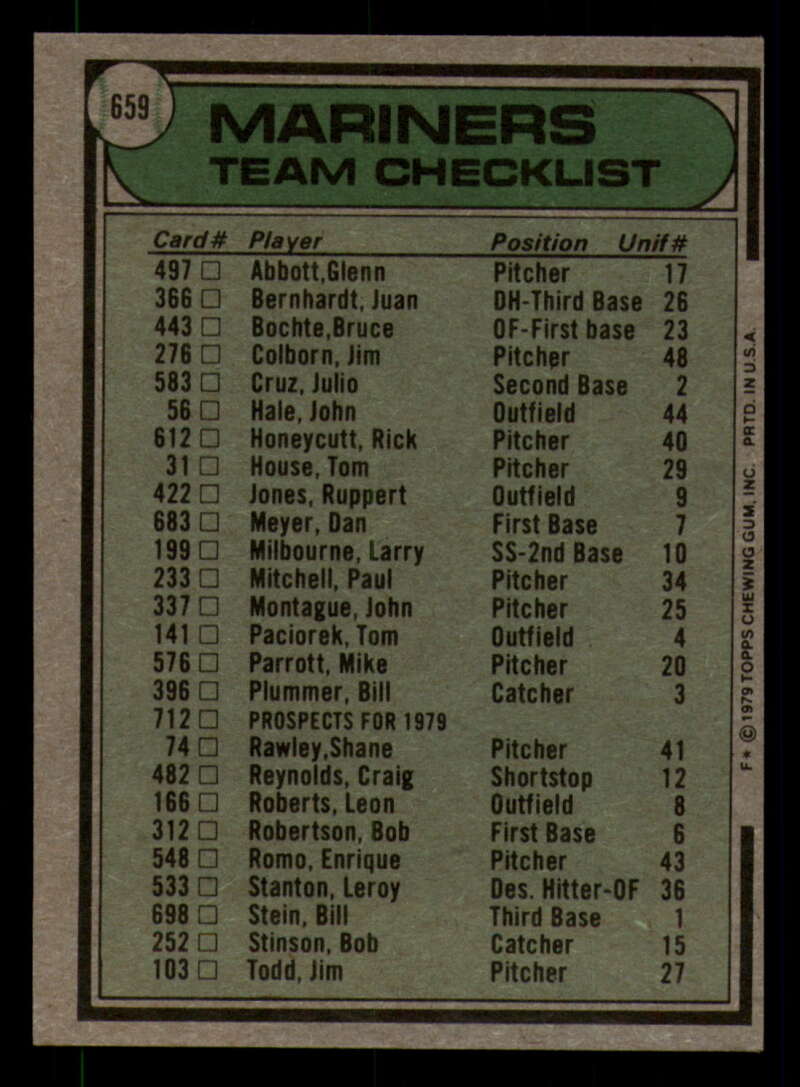 659
MARINERS
TEAM CHECKLIST
Card# Player Position Unif#
497 □ Abbott,Glenn Pitcher 17
366 □ Bernhardt, Juan DH-Third Base 26
443 □ Bochte,Bruce OF-First base 23
276 □ Colborn, Jim Pitcher 48
583 □ Cruz, Julio Second Base 2
56 □ Hale, John Outfield 44
612 □ Honeycutt, Rick Pitcher 40
31 □ House, Tom Pitcher 29
422 □ Jones, Ruppert Outfield 9
683 □ Meyer, Dan First Base 7
199 □ Milbourne, Larry SS-2nd Base 10
233 □ Mitchell, Paul Pitcher 34
337 □ Montague, John Pitcher 25
141 □ Paciorek, Tom Outfield 4
576 □ Parrott, Mike Pitcher 20
396 □ Plummer, Bill Catcher 3
712 □ PROSPECTS FOR 1979
74 □ Rawley,Shane Pitcher 41
482 □ Reynolds, Craig Shortstop 12
166 □ Roberts, Leon Outfield 8
312 □ Robertson, Bob First Base 6
548 □ Romo, Enrique Pitcher 43
533 □ Stanton, Leroy Des. Hitter-OF 36
698 □ Stein, Bill Third Base 1
252 □ Stinson, Bob Catcher 15
103 □ Todd, Jim Pitcher 27
F* © 1979 TOPPS CHEWING GUM, INC. PRTD. IN U.S.A.